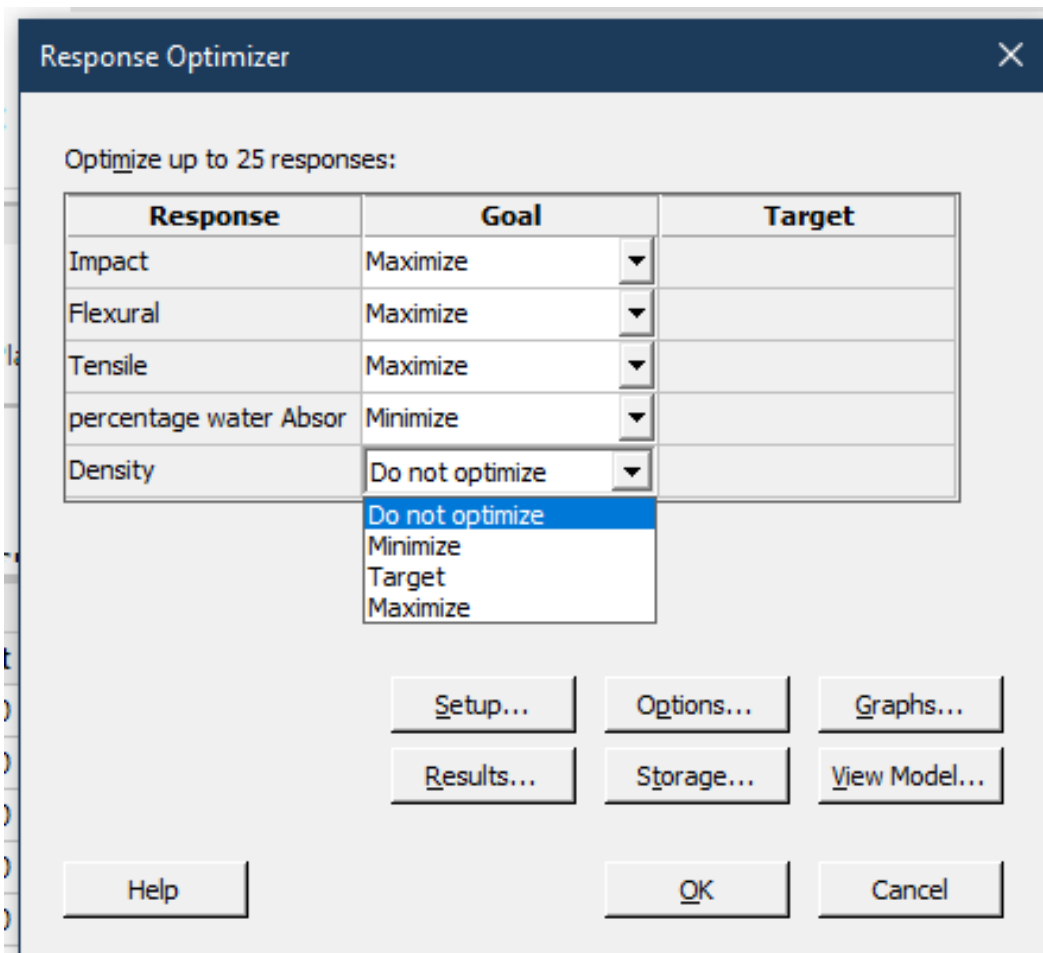 Response Optimizer
Optimize up to 25 responses:
Response Goal Target
Impact Maximize
Flexural Maximize
Tensile Maximize
percentage water Absor Minimize
Density Do not optimize
Do not optimize
Minimize
Target
Maximize
Setup... Options... Graphs...
Results... Storage... View Model...
Help OK Cancel